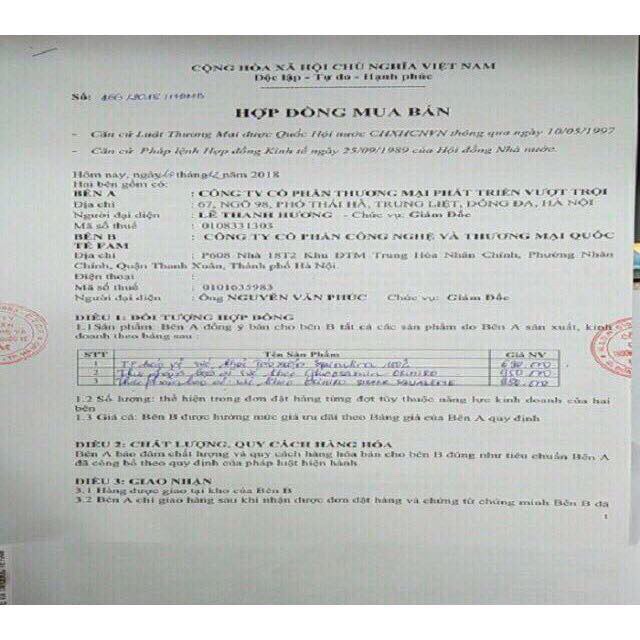 CỘNG HÒA XÃ HỘI CHỦ NGHĨA VIỆT NAM
Độc lập - Tự do - Hạnh phúc
Số:
HỢP ĐỒNG MUA BÁN
- Căn cứ Luật Thương Mại được Quốc Hội nước CHXHCNVN thông qua ngày 10/05/1997
- Căn cứ Pháp lệnh Hợp đồng Kinh tế ngày 25/09/1989 của Hội đồng Nhà nước.
Hôm nay, ngày tháng năm 2018
Hai bên gồm có:
BÊN A : CÔNG TY CỔ PHẦN THƯƠNG MẠI PHÁT TRIỂN VƯỢT TRỘI
Địa chỉ : 67, NGÕ 98, PHỐ THÁI HÀ, TRUNG LIỆT, ĐỐNG ĐA, HÀ NỘI
Người đại diện : LÊ THANH HƯƠNG - Chức vụ: Giám Đốc
Mã số thuế : 0108331303
BÊN B : CÔNG TY CỔ PHẦN CÔNG NGHỆ VÀ THƯƠNG MẠI QUỐC
TẾ FAM
Địa chỉ : P608 Nhà 18T2 Khu ĐTM Trung Hòa Nhân Chính, Phường Nhân
Chính, Quận Thanh Xuân, Thành phố Hà Nội
Điện thoại :
Mã số thuế : 0101635983
Người đại diện : Ông NGUYỄN VĂN PHÚC Chức vụ: Giám Đốc
ĐIỀU 1: ĐỐI TƯỢNG HỢP ĐỒNG
1.1 Sản phẩm: Bên A đồng ý bán cho bên B tất cả các sản phẩm do Bên A sản xuất, kinh
doanh theo bảng sau:
STT Tên Sản Phẩm Giá NV
1 Spirulina 100%
2
3
1.2 Số lượng: thể hiện trong đơn đặt hàng từng đợt tùy thuộc năng lực kinh doanh của hai
bên
1.3 Giá cả: Bên B được hưởng mức giá ưu đãi theo Bảng giá của Bên A quy định
ĐIỀU 2: CHẤT LƯỢNG, QUY CÁCH HÀNG HÓA
Bên A bảo đảm chất lượng và quy cách hàng hóa bán cho bên B đúng như tiêu chuẩn Bên A
đã công bố theo quy định của pháp luật hiện hành
ĐIỀU 3: GIAO NHẬN
3.1 Hàng được giao tại kho của Bên B
3.2 Bên A chỉ giao hàng sau khi nhận được đơn đặt hàng và chứng từ chứng minh Bên B đã
1